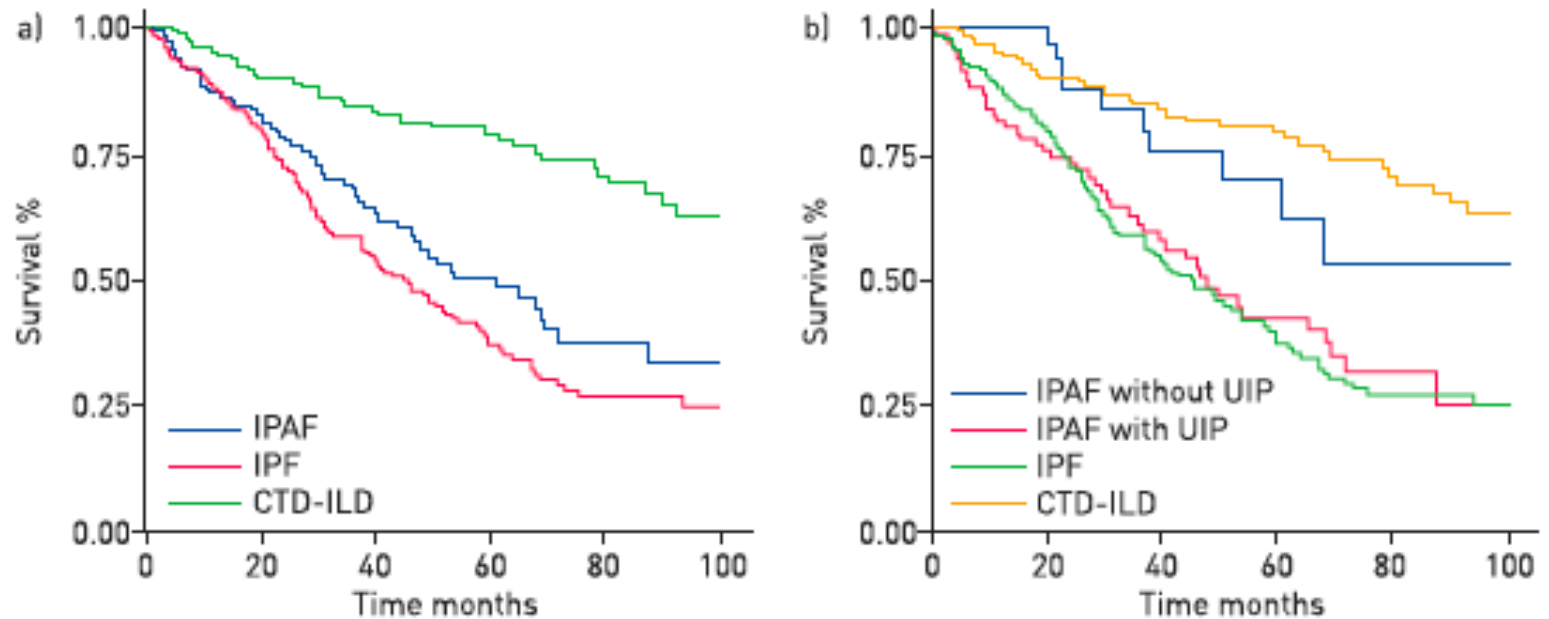 a)
Survival %
1.00
0.75
0.50
0.25
0.00
IPAF
IPF
CTD-ILD
0 20 40 60 80 100
Time months
b)
Survival %
1.00
0.75
0.50
0.25
0.00
IPAF without UIP
IPAF with UIP
IPF
CTD-ILD
0 20 40 60 80 100
Time months